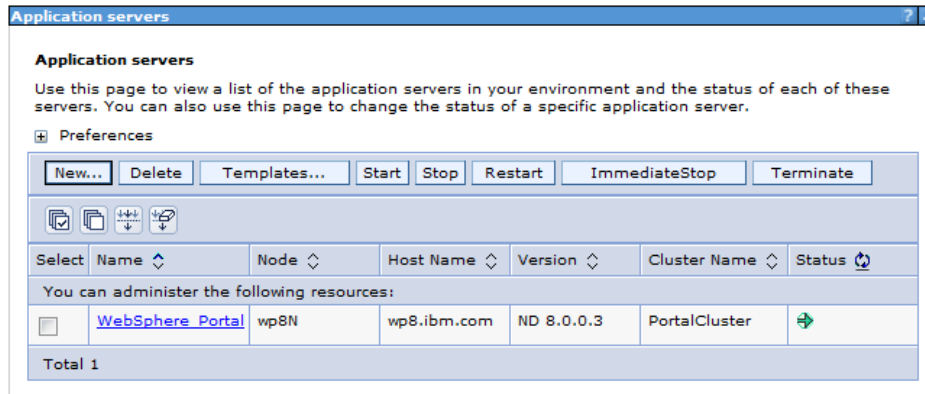 Application servers ?
Application servers
Use this page to view a list of the application servers in your environment and the status of each of these
servers. You can also use this page to change the status of a specific application server.
Preferences
New... Delete Templates... Start Stop Restart ImmediateStop Terminate
Select Name Node Host Name Version Cluster Name Status
You can administer the following resources:
WebSphere_Portal wp8N wp8.ibm.com ND 8.0.0.3 PortalCluster
Total 1